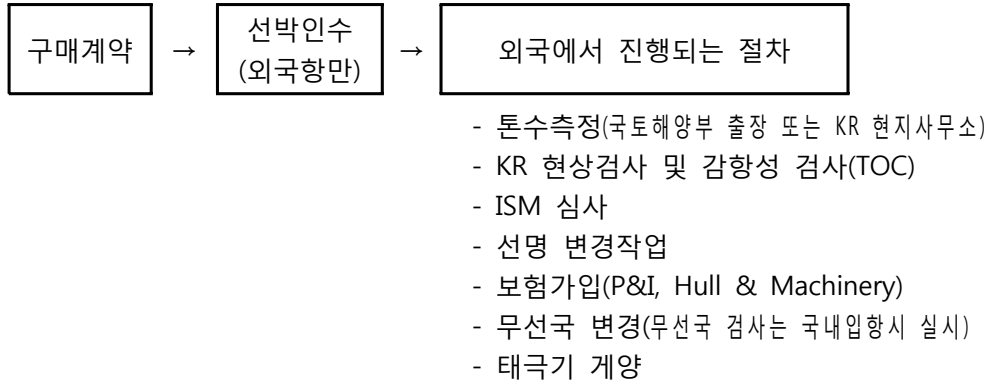 구매계약 → 선박인수 → 외국에서 진행되는 절차
(외국항만)
- 톤수측정(국토해양부 출장 또는 KR 현지사무소)
- KR 현상검사 및 감항성 검사(TOC)
- ISM 심사
- 선명 변경작업
- 보험가입(P&I, Hull & Machinery)
- 무선국 변경(무선국 검사는 국내입항시 실시)
- 태극기 게양